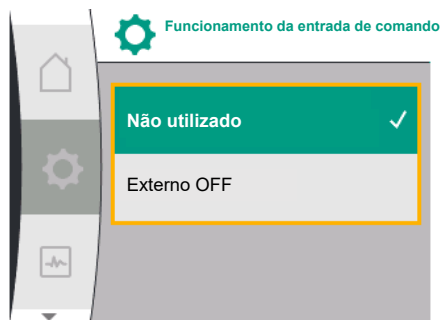 Funcionamento da entrada de comando
Não utilizado
Externo OFF